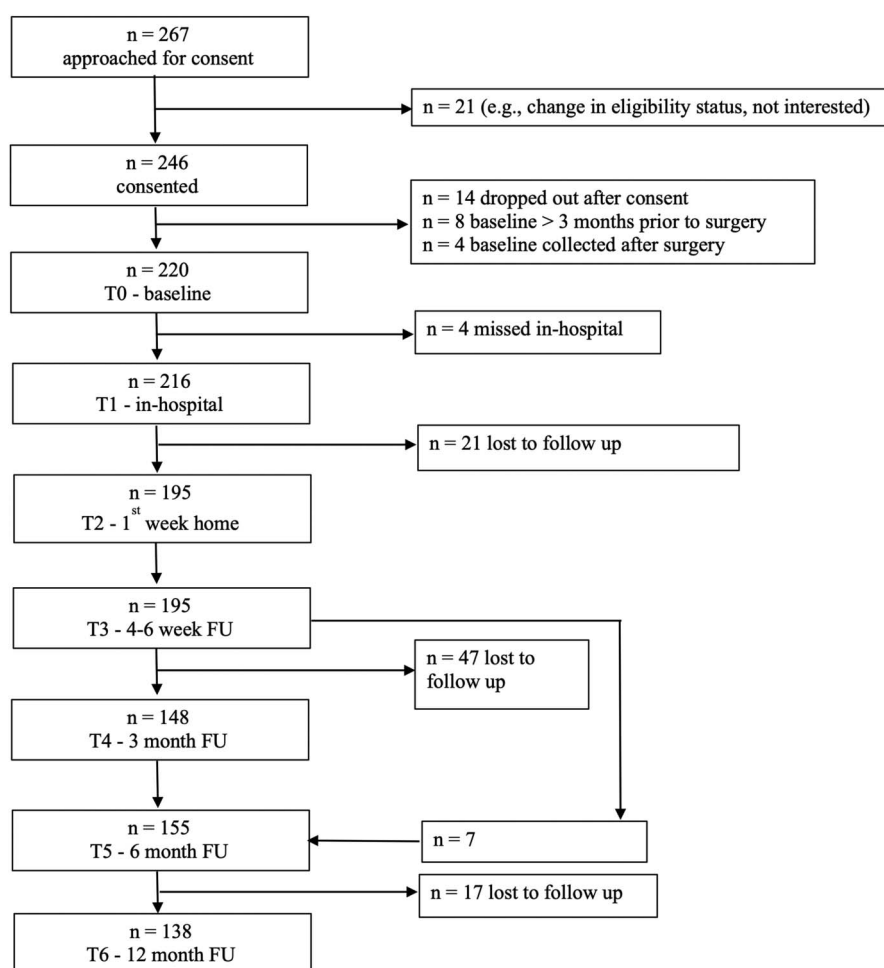 n = 267
approached for consent
n = 21 (e.g., change in eligibility status, not interested)
n = 246
consented
n = 14 dropped out after consent
n = 8 baseline > 3 months prior to surgery
n = 4 baseline collected after surgery
n = 220
T0 - baseline
n = 4 missed in-hospital
n = 216
T1 - in-hospital
n = 21 lost to follow up
n = 195
T2 - 1st week home
n = 195
T3 - 4-6 week FU
n = 47 lost to
follow up
n = 148
T4 - 3 month FU
n = 155
T5 - 6 month FU
n = 7
n = 17 lost to follow up
n = 138
T6 - 12 month FU